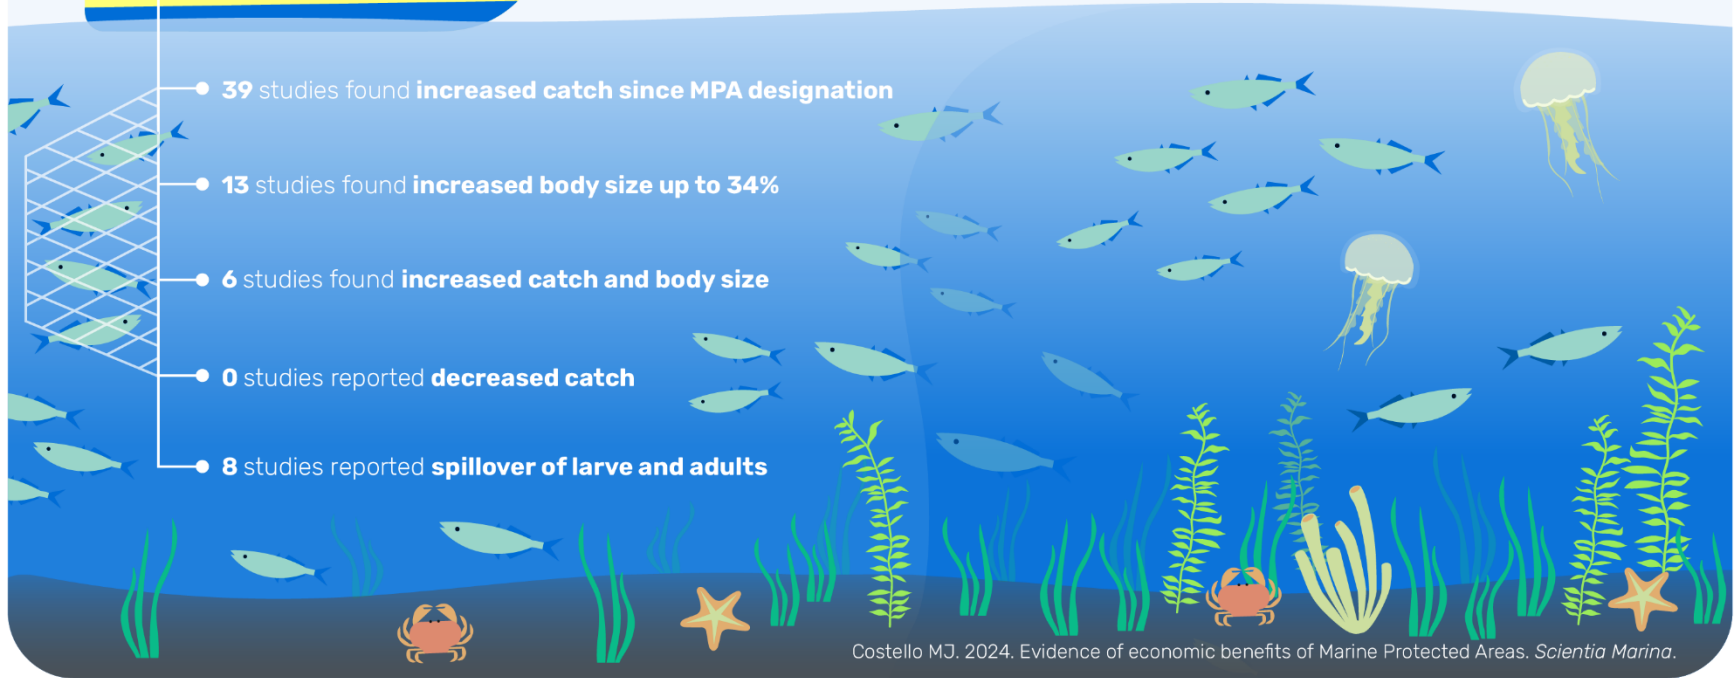 39 studies found increased catch since MPA designation
13 studies found increased body size up to 34%
6 studies found increased catch and body size
0 studies reported decreased catch
8 studies reported spillover of larve and adults
Costello MJ. 2024. Evidence of economic benefits of Marine Protected Areas. Scientia Marina.